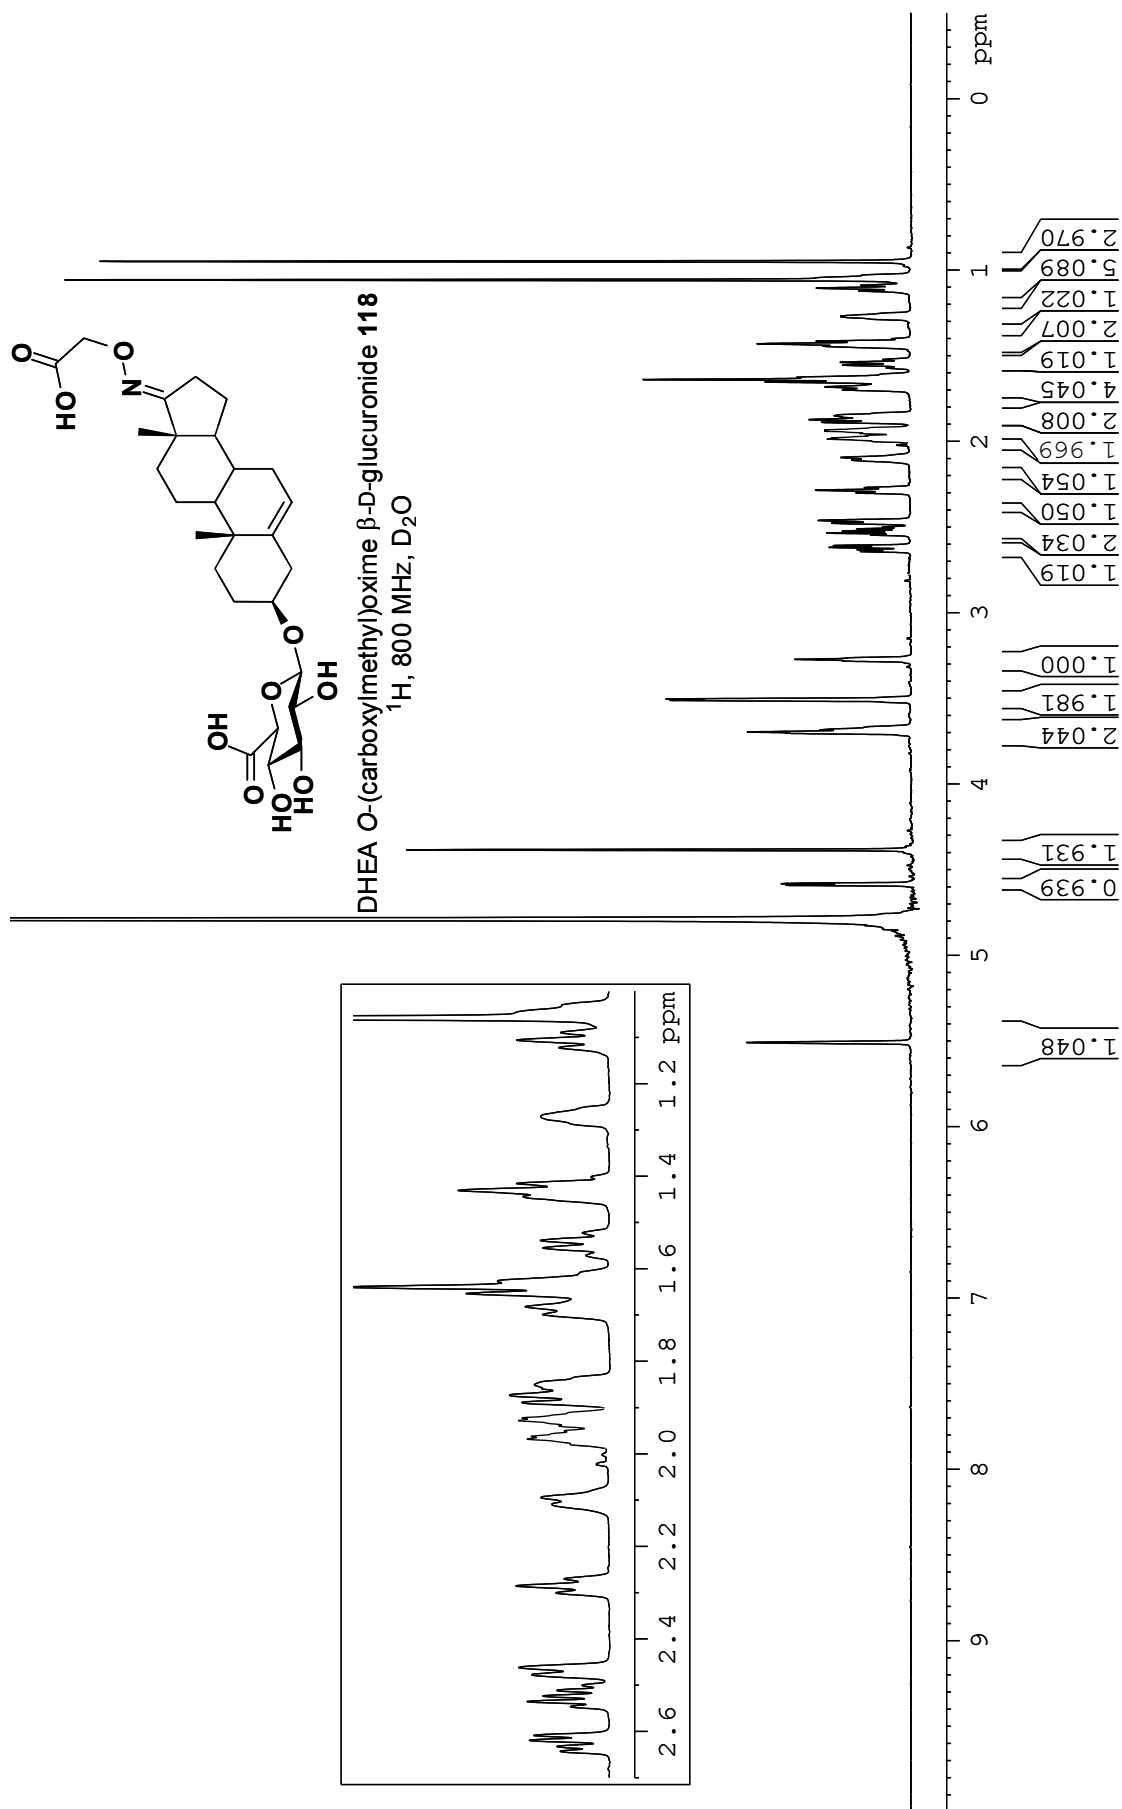 O
HO
O
N
O
O
OH
OH
O
HO
HO
DHEA O-(carboxylmethyl)oxime β-D-glucuronide 118
¹H, 800 MHz, D₂O
2.6 2.4 2.2 2.0 1.8 1.6 1.4 1.2 ppm
9 8 7 6 5 4 3 2 1 0 ppm
1.048
0.939
1.931
2.044
1.981
1.000
1.019
2.034
1.050
1.054
1.969
2.008
4.045
1.019
2.007
1.022
5.089
2.970